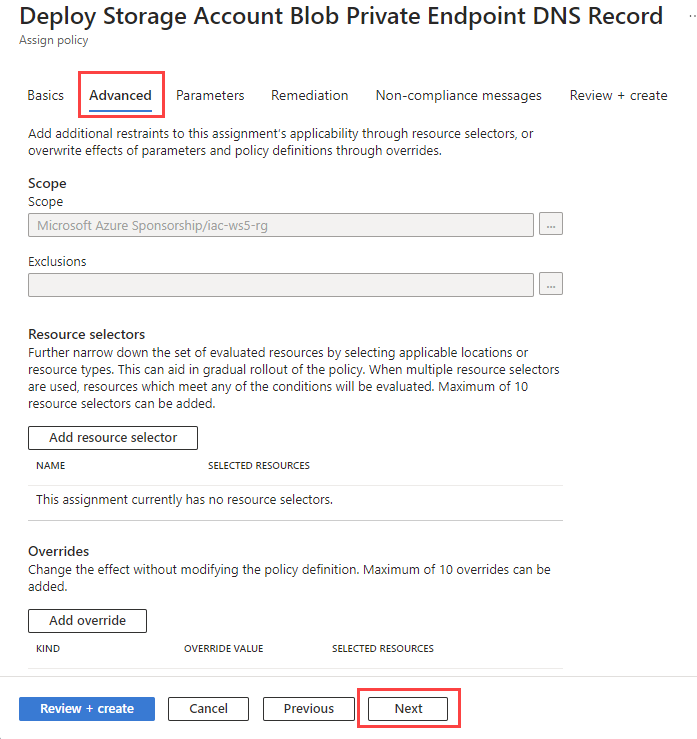 Deploy Storage Account Blob Private Endpoint DNS Record
Assign policy
Basics Advanced Parameters Remediation Non-compliance messages Review + create
Add additional restraints to this assignment's applicability through resource selectors, or
overwrite effects of parameters and policy definitions through overrides.
Scope
Scope
Microsoft Azure Sponsorship/iac-ws5-rg
...
Exclusions
...
Resource selectors
Further narrow down the set of evaluated resources by selecting applicable locations or
resource types. This can aid in gradual rollout of the policy. When multiple resource selectors
are used, resources which meet any of the conditions will be evaluated. Maximum of 10
resource selectors can be added.
Add resource selector
NAME SELECTED RESOURCES
This assignment currently has no resource selectors.
Overrides
Change the effect without modifying the policy definition. Maximum of 10 overrides can be
added.
Add override
KIND OVERRIDE VALUE SELECTED RESOURCES
Review + create Cancel Previous Next